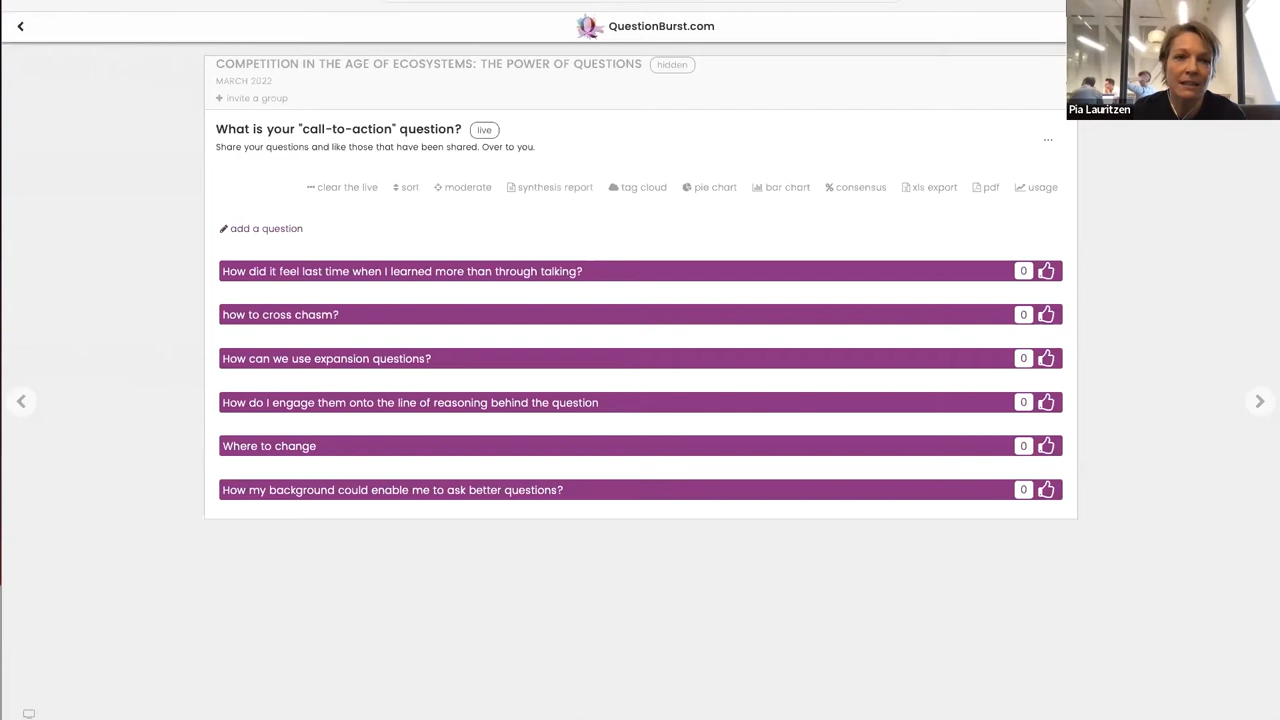 QuestionBurst.com
COMPETITION IN THE AGE OF ECOSYSTEMS: THE POWER OF QUESTIONS hidden
MARCH 2022
+ invite a group
What is your "call-to-action" question? live
Share your questions and like those that have been shared. Over to you.
...
clear the live sort moderate synthesis report tag cloud pie chart bar chart % consensus xls export pdf usage
add a question
How did it feel last time when I learned more than through talking? 0
how to cross chasm? 0
How can we use expansion questions? 0
How do I engage them onto the line of reasoning behind the question 0
Where to change 0
How my background could enable me to ask better questions? 0
Pia Lauritzen